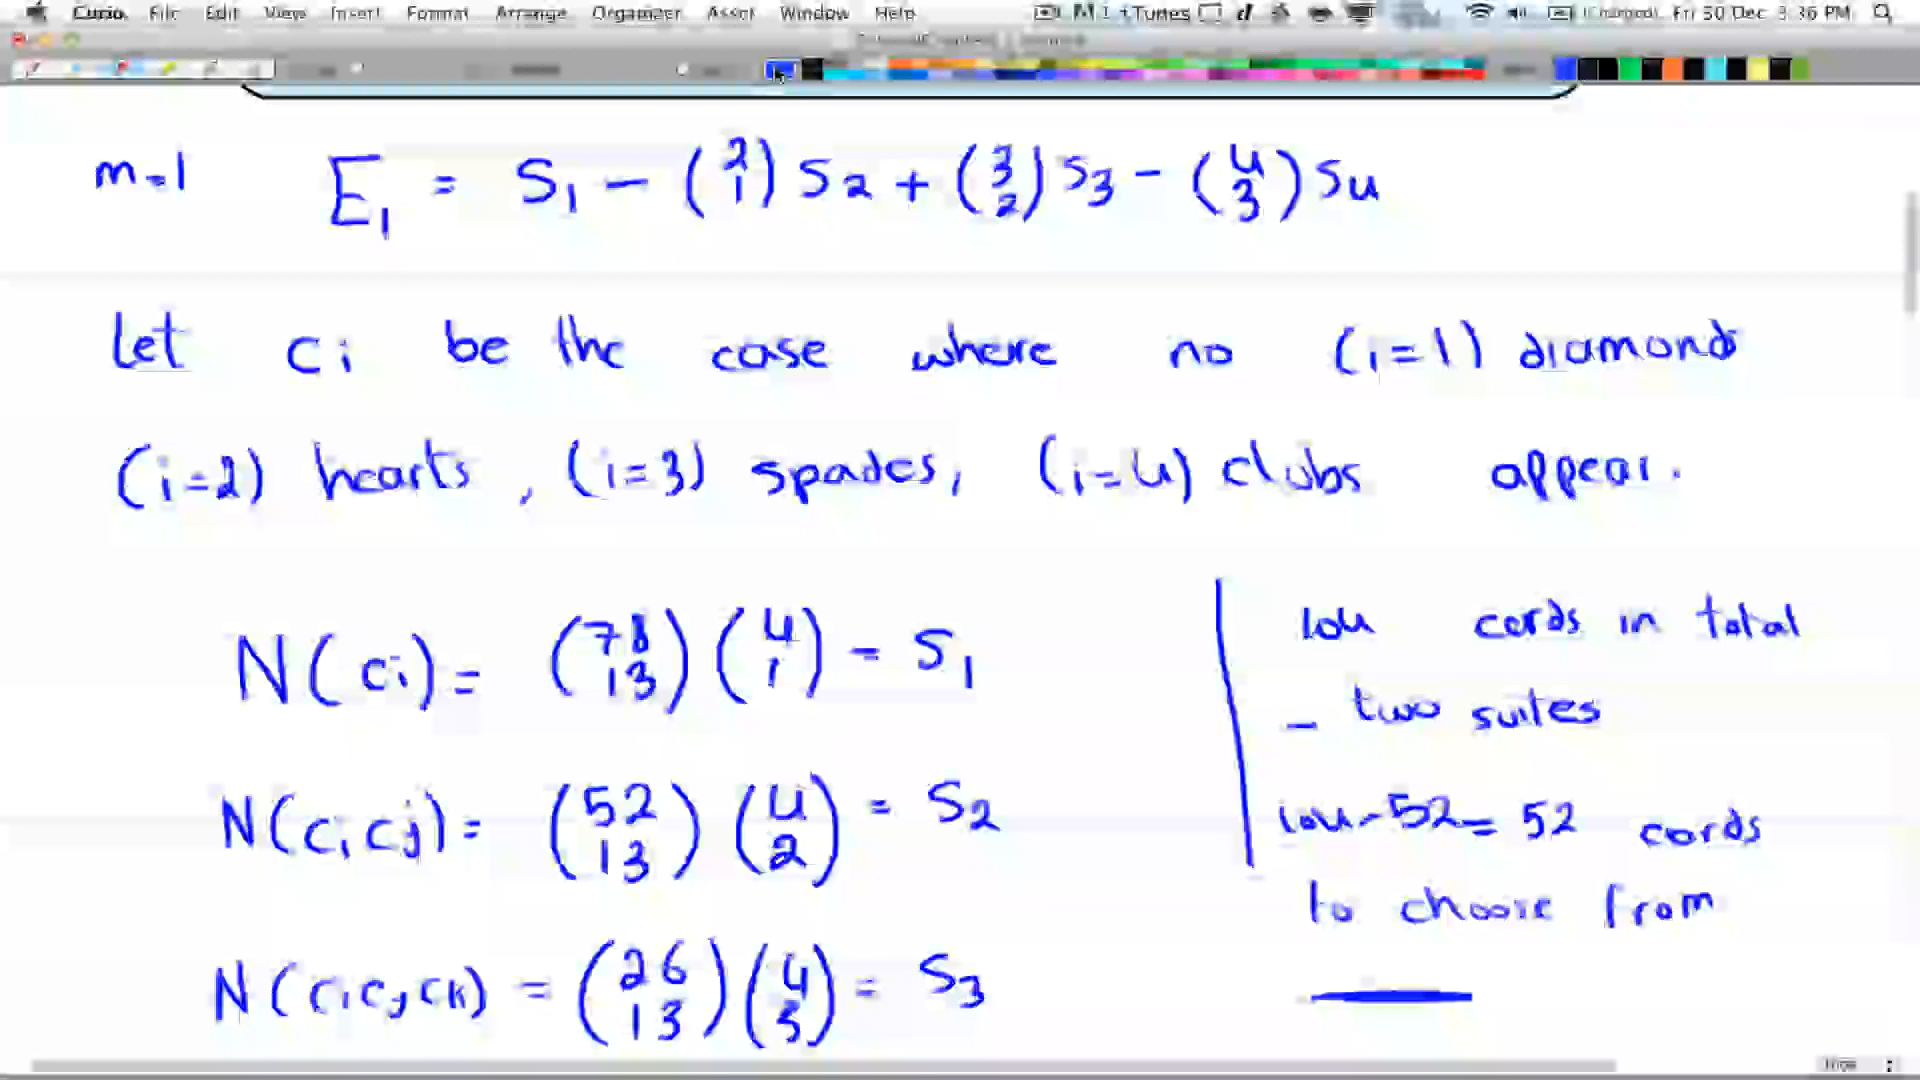 Curio File Edit View Insert Format Arrange Organizer Asset Window Help iTunes (Charged) Fri 30 Dec 3:36 PM
m=1 E₁ = S₁ − (2 1) S₂ + (3 2) S₃ − (4 3) S₄
Let ci be the case where no (i=1) diamonds
(i=2) hearts, (i=3) spades, (i=4) clubs appear.
N(ci) = (78 13)(4 1) = S₁
N(cicj) = (52 13)(4 2) = S₂
N(cicjck) = (26 13)(4 3) = S₃
104 cards in total
- two suites
104-52 = 52 cards
to choose from